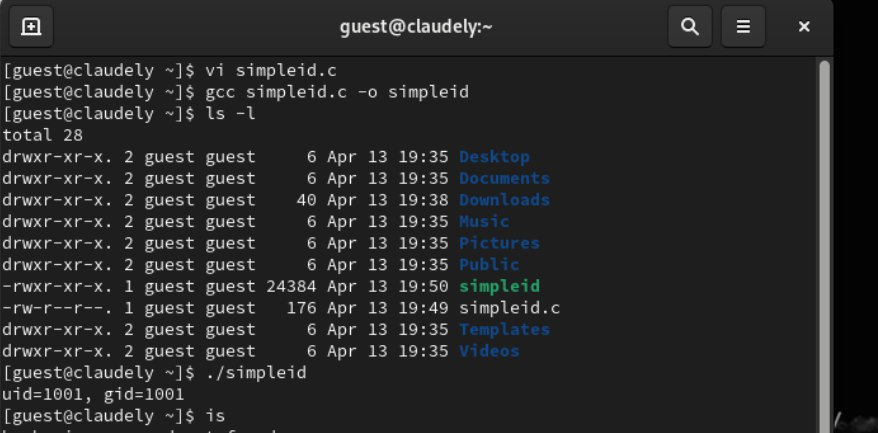 guest@claudely:~
[guest@claudely ~]$ vi simpleid.c
[guest@claudely ~]$ gcc simpleid.c -o simpleid
[guest@claudely ~]$ ls -l
total 28
drwxr-xr-x. 2 guest guest     6 Apr 13 19:35 Desktop
drwxr-xr-x. 2 guest guest     6 Apr 13 19:35 Documents
drwxr-xr-x. 2 guest guest    40 Apr 13 19:38 Downloads
drwxr-xr-x. 2 guest guest     6 Apr 13 19:35 Music
drwxr-xr-x. 2 guest guest     6 Apr 13 19:35 Pictures
drwxr-xr-x. 2 guest guest     6 Apr 13 19:35 Public
-rwxr-xr-x. 1 guest guest 24384 Apr 13 19:50 simpleid
-rw-r--r--. 1 guest guest   176 Apr 13 19:49 simpleid.c
drwxr-xr-x. 2 guest guest     6 Apr 13 19:35 Templates
drwxr-xr-x. 2 guest guest     6 Apr 13 19:35 Videos
[guest@claudely ~]$ ./simpleid
uid=1001, gid=1001
[guest@claudely ~]$ is